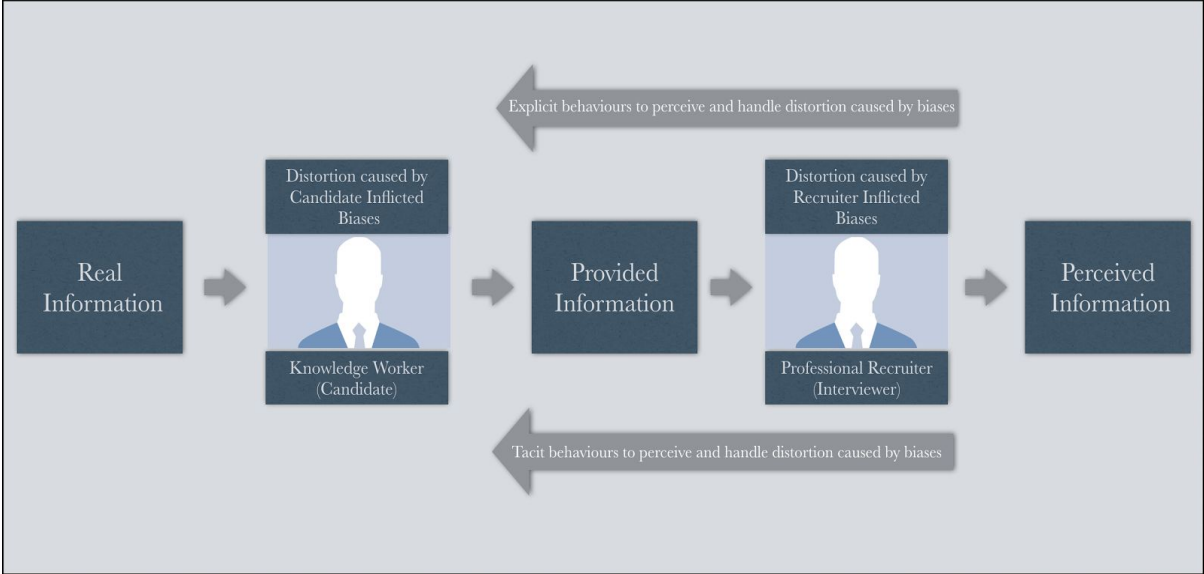 Explicit behaviours to perceive and handle distortion caused by biases
Distortion caused by
Candidate Inflicted
Biases
Distortion caused by
Recruiter Inflicted
Biases
Real
Information
Provided
Information
Perceived
Information
Knowledge Worker
(Candidate)
Professional Recruiter
(Interviewer)
Tacit behaviours to perceive and handle distortion caused by biases